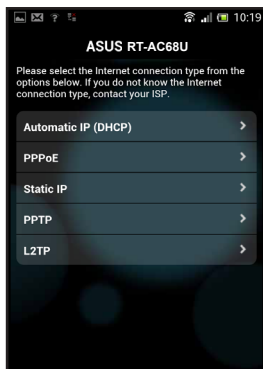 10:19
ASUS RT-AC68U
Please select the Internet connection type from the
options below. If you do not know the Internet
connection type, contact your ISP.
Automatic IP (DHCP)
PPPoE
Static IP
PPTP
L2TP